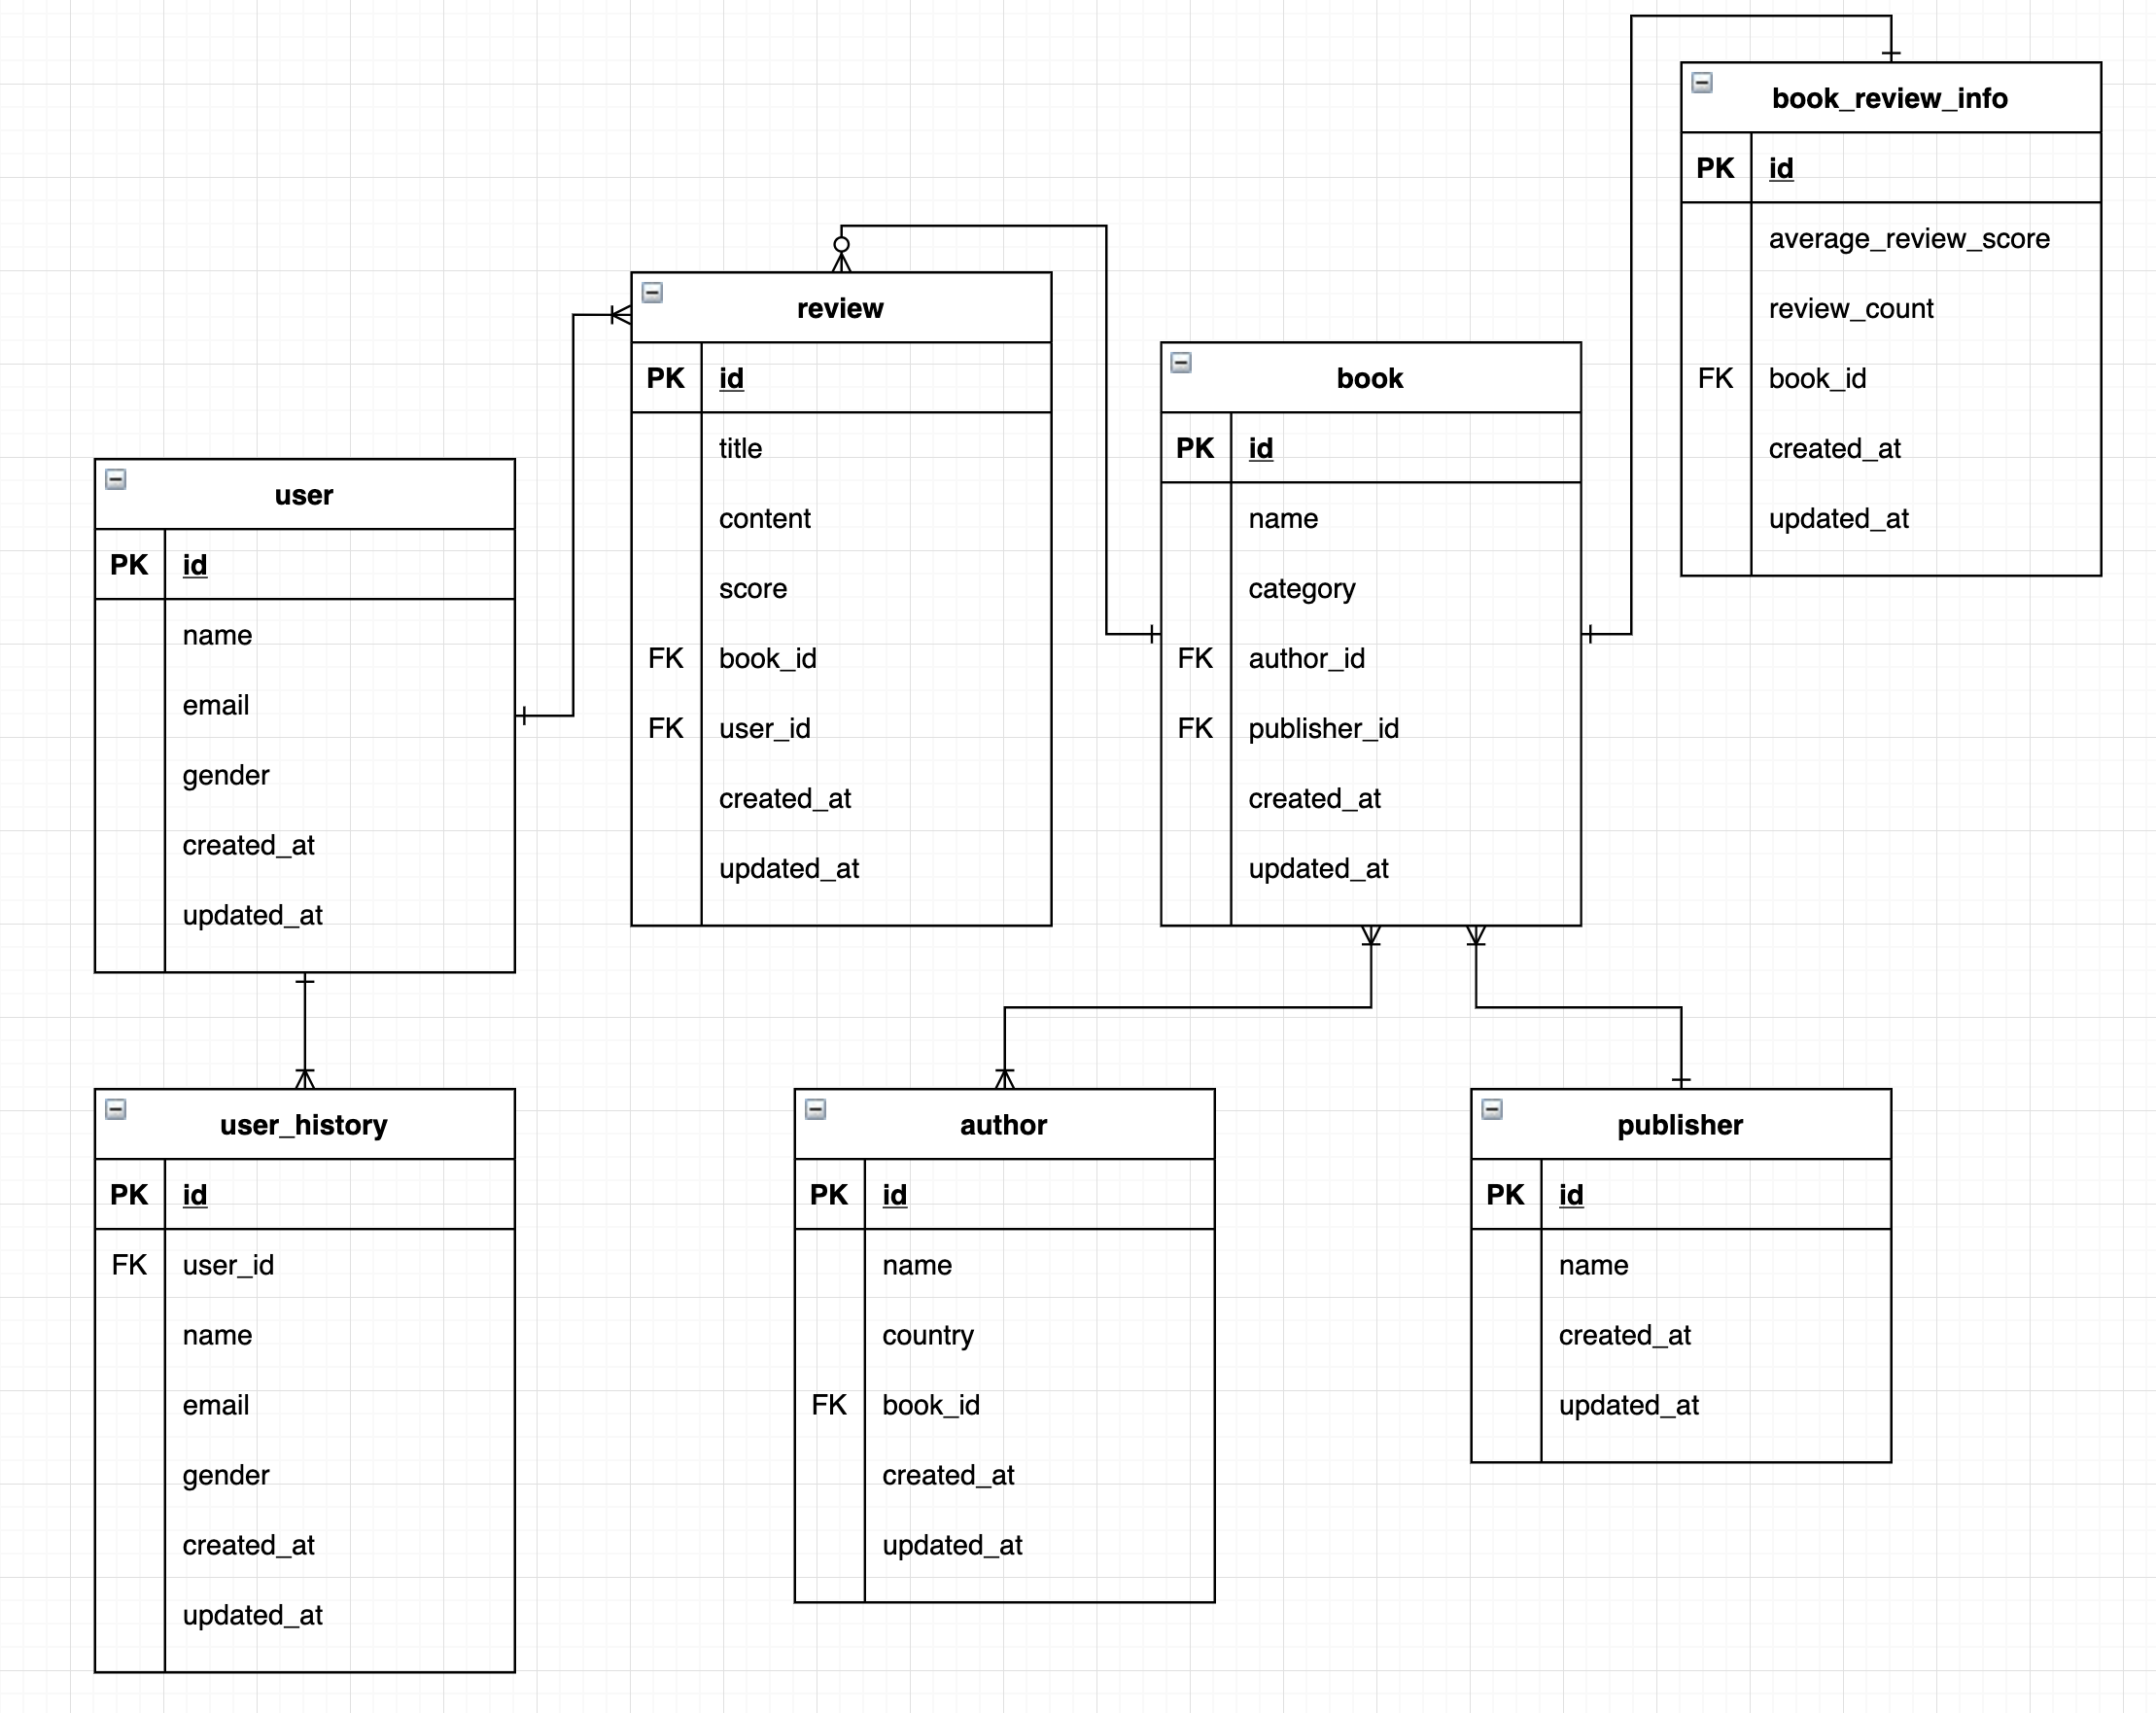 book_review_info
PK id
average_review_score
review_count
FK book_id
created_at
updated_at
review
PK id
title
content
score
FK book_id
FK user_id
created_at
updated_at
book
PK id
name
category
FK author_id
FK publisher_id
created_at
updated_at
user
PK id
name
email
gender
created_at
updated_at
user_history
PK id
FK user_id
name
email
gender
created_at
updated_at
author
PK id
name
country
FK book_id
created_at
updated_at
publisher
PK id
name
created_at
updated_at